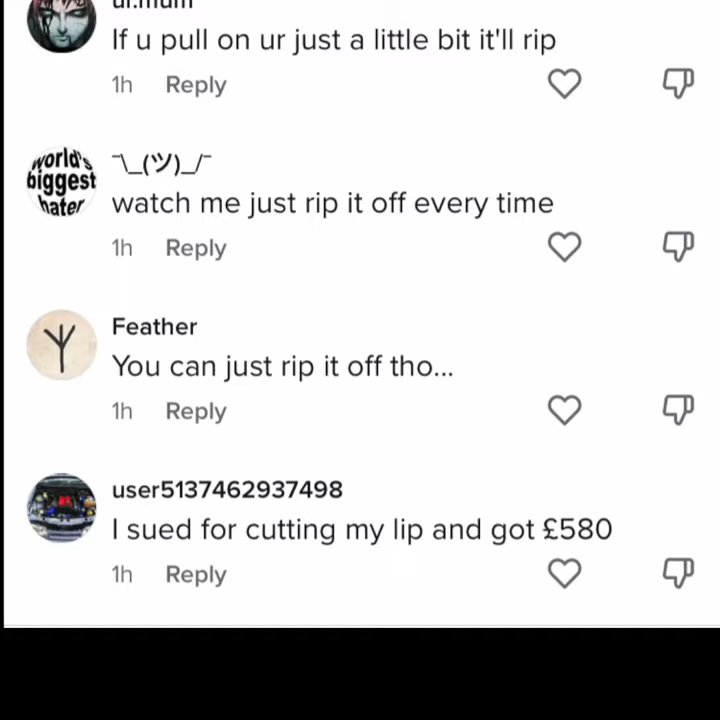 ur.mum
If u pull on ur just a little bit it'll rip
1h Reply
world's
biggest
hater
¯\_(ツ)_/¯
watch me just rip it off every time
1h Reply
Feather
You can just rip it off tho...
1h Reply
user5137462937498
I sued for cutting my lip and got £580
1h Reply